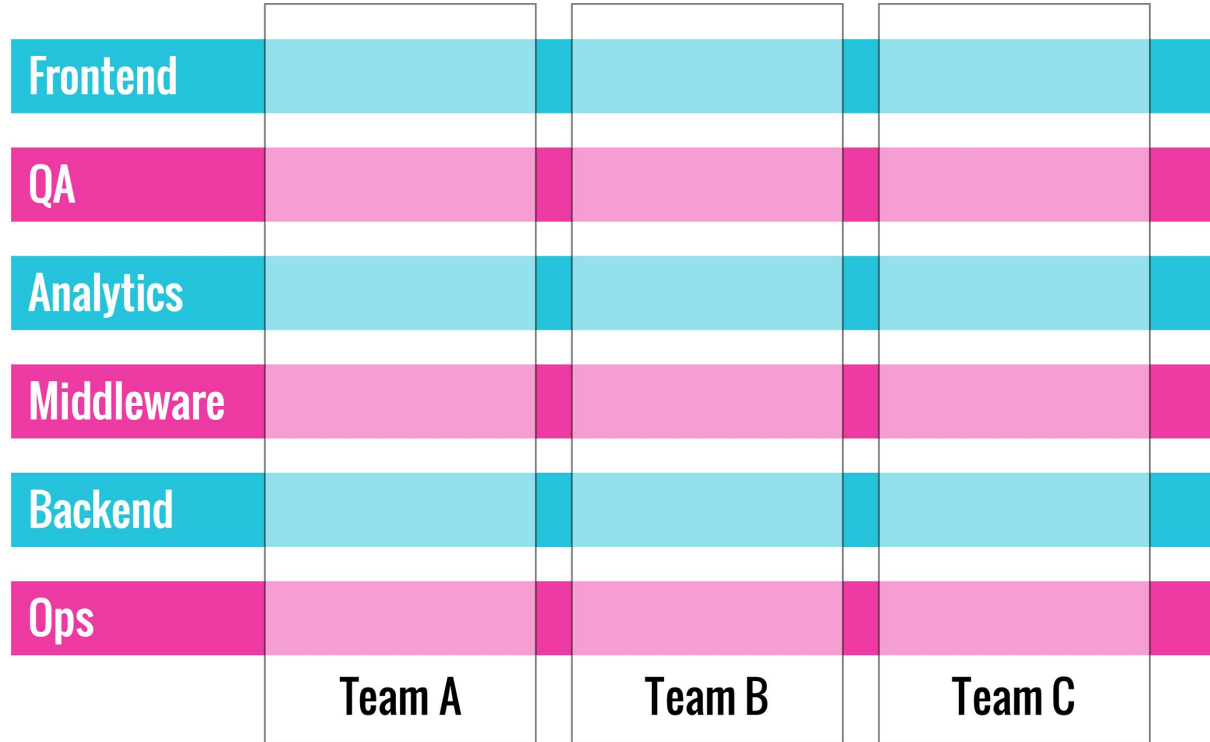 Frontend
QA
Analytics
Middleware
Backend
Ops
Team A Team B Team C